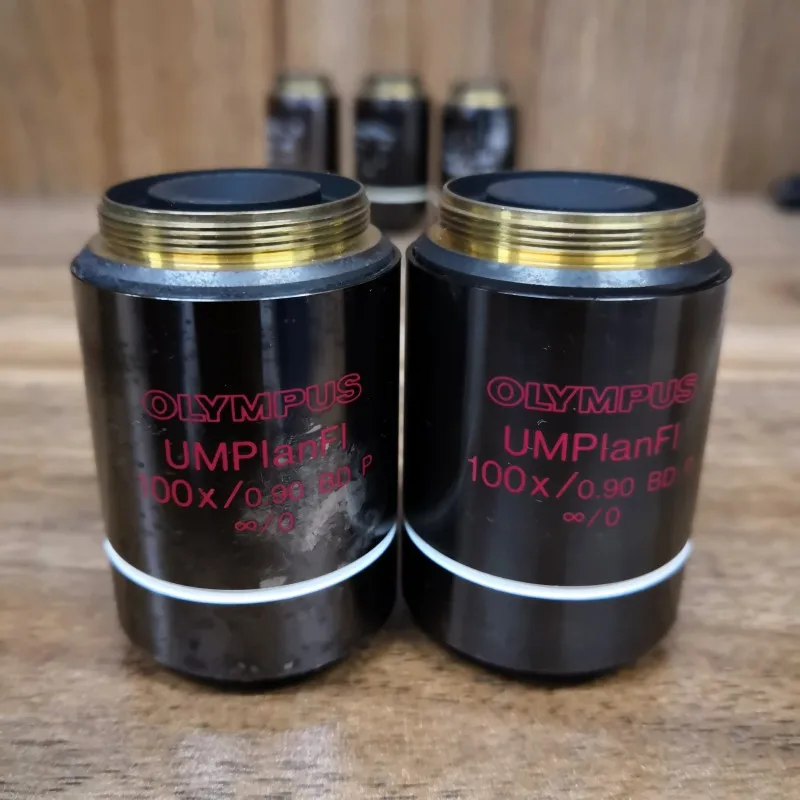 OLYMPUS
UMPlanFl
100x/0.90 BD P
∞/0
OLYMPUS
UMPlanFl
100x/0.90 BD P
∞/0